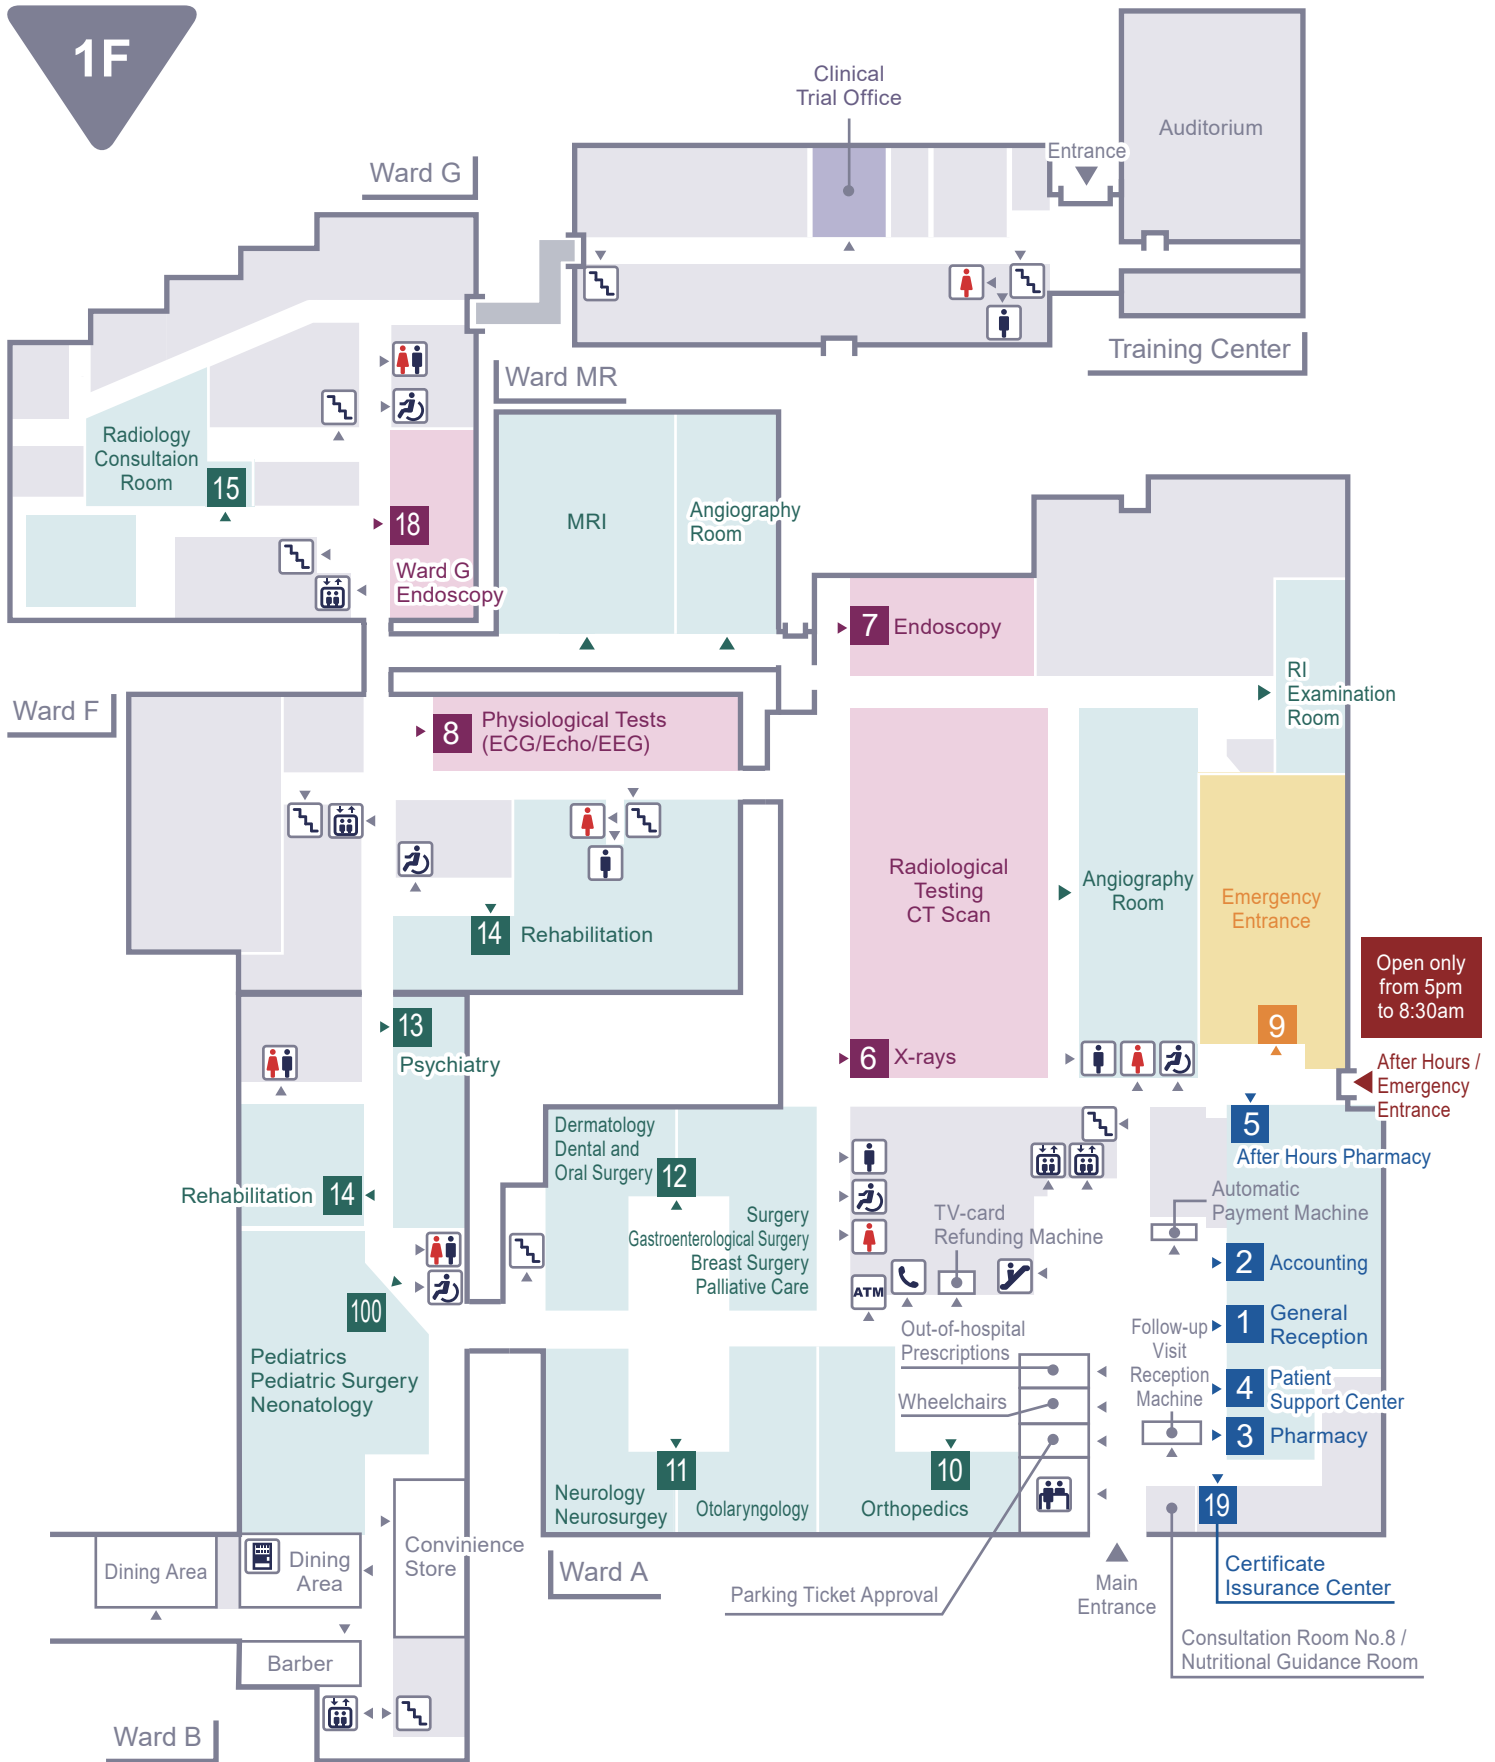 1F
Clinical
Trial Office
Auditorium
Entrance
Ward G
Training Center
Ward MR
Radiology
Consultaion
Room
15
18
Ward G
Endoscopy
MRI
Angiography
Room
7
Endoscopy
RI
Examination
Room
Ward F
8
Physiological Tests
(ECG/Echo/EEG)
14
Rehabilitation
Radiological
Testing
CT Scan
Angiography
Room
Emergency
Entrance
9
Open only
from 5pm
to 8:30am
After Hours /
Emergency
Entrance
6
X-rays
13
Psychiatry
5
After Hours Pharmacy
Dermatology
Dental and
Oral Surgery
12
Rehabilitation
14
Surgery
Gastroenterological Surgery
Breast Surgery
Palliative Care
TV-card
Refunding Machine
ATM
Automatic
Payment Machine
2
Accounting
1
General
Reception
4
Patient
Support Center
3
Pharmacy
Follow-up
Visit
Reception
Machine
Out-of-hospital
Prescriptions
Wheelchairs
100
Pediatrics
Pediatric Surgery
Neonatology
11
Neurology
Neurosurgey
Otolaryngology
10
Orthopedics
19
Certificate
Issurance Center
Dining Area
Dining
Area
Convinience
Store
Ward A
Parking Ticket Approval
Main
Entrance
Consultation Room No.8 /
Nutritional Guidance Room
Barber
Ward B